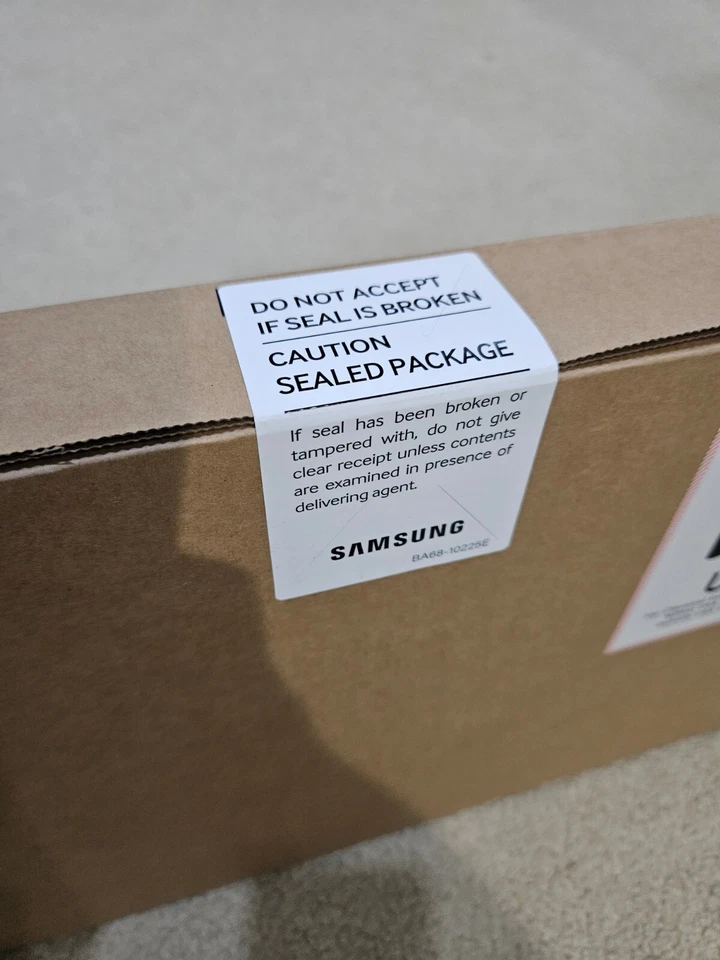 DO NOT ACCEPT
IF SEAL IS BROKEN
CAUTION
SEALED PACKAGE
If seal has been broken or
tampered with, do not give
clear receipt unless contents
are examined in presence of
delivering agent.
SAMSUNG
BA68-10225E